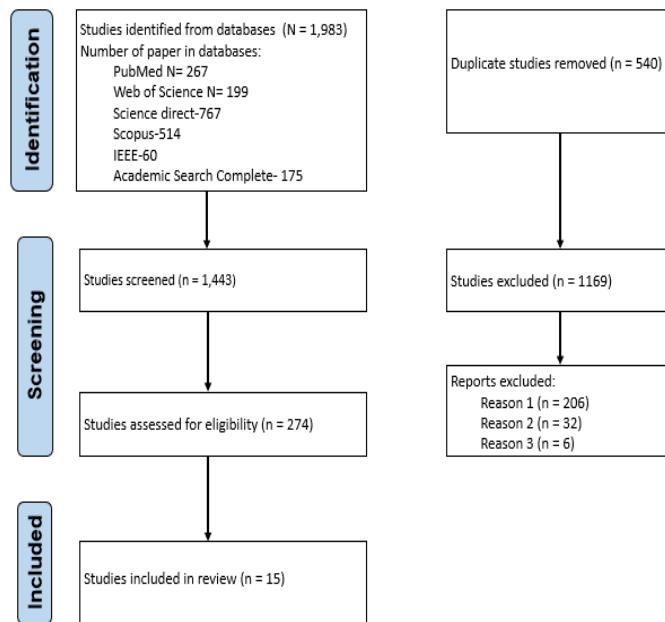 Identification
Studies identified from databases (N = 1,983)
Number of paper in databases:
PubMed N= 267
Web of Science N= 199
Science direct-767
Scopus-514
IEEE-60
Academic Search Complete- 175
Duplicate studies removed (n = 540)
Screening
Studies screened (n = 1,443)
Studies excluded (n = 1169)
Studies assessed for eligibility (n = 274)
Reports excluded:
Reason 1 (n = 206)
Reason 2 (n = 32)
Reason 3 (n = 6)
Included
Studies included in review (n = 15)